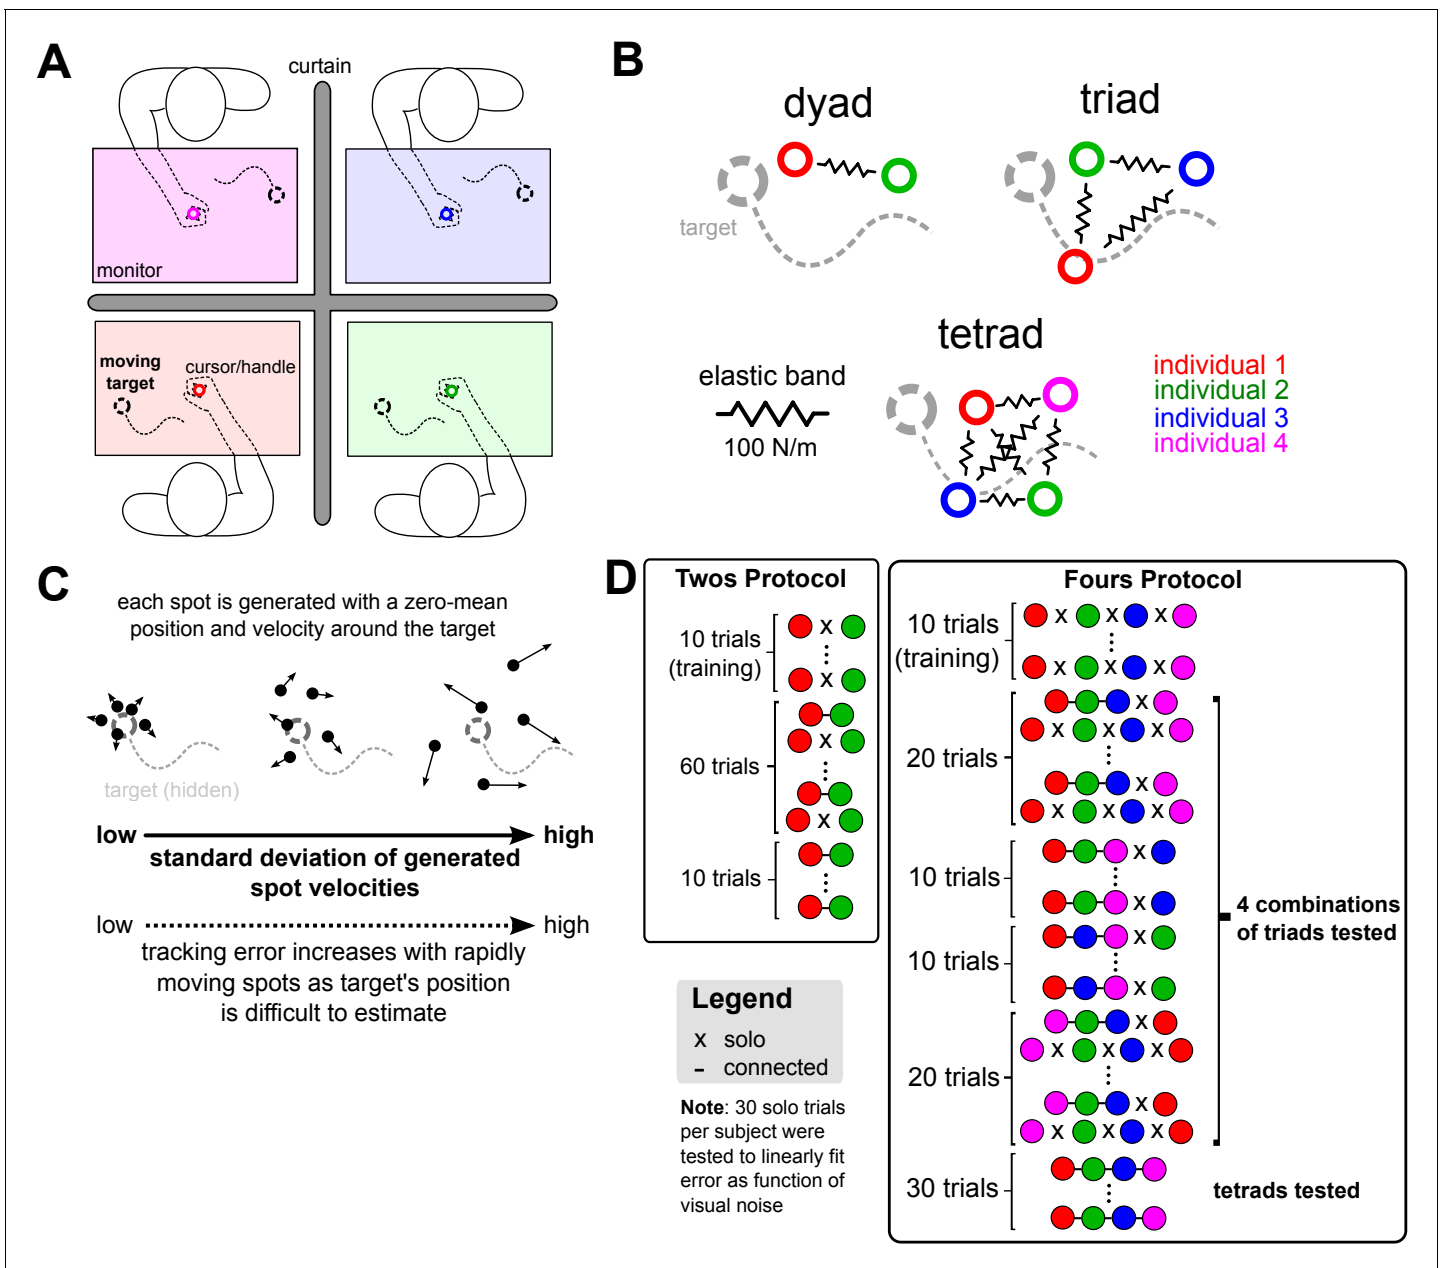 A
curtain
monitor
moving
target
cursor/handle
B
dyad
triad
target
tetrad
elastic band
100 N/m
individual 1
individual 2
individual 3
individual 4
C
each spot is generated with a zero-mean
position and velocity around the target
target (hidden)
low
high
standard deviation of generated
spot velocities
low
high
tracking error increases with rapidly
moving spots as target's position
is difficult to estimate
D
Twos Protocol
10 trials
(training)
x
x
60 trials
x
x
10 trials
Legend
x solo
- connected
Note: 30 solo trials
per subject were
tested to linearly fit
error as function of
visual noise
Fours Protocol
10 trials
(training)
x x x
x x x
20 trials
x
x x x
x
x x x
10 trials
x
x
10 trials
x
x
20 trials
x
x x x
x
x x x
4 combinations
of triads tested
30 trials
tetrads tested